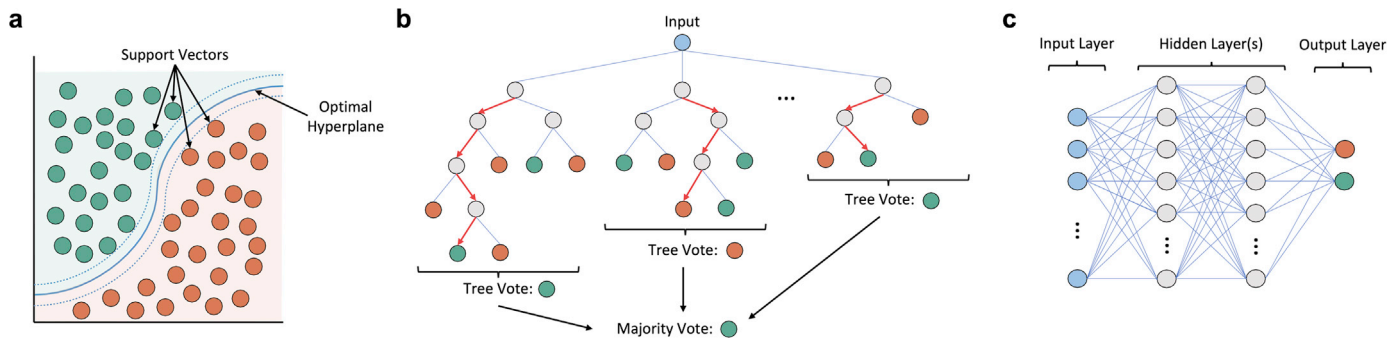 a
Support Vectors
Optimal
Hyperplane
b
Input
...
Tree Vote:
Tree Vote:
Tree Vote:
Majority Vote:
c
Input Layer
Hidden Layer(s)
Output Layer